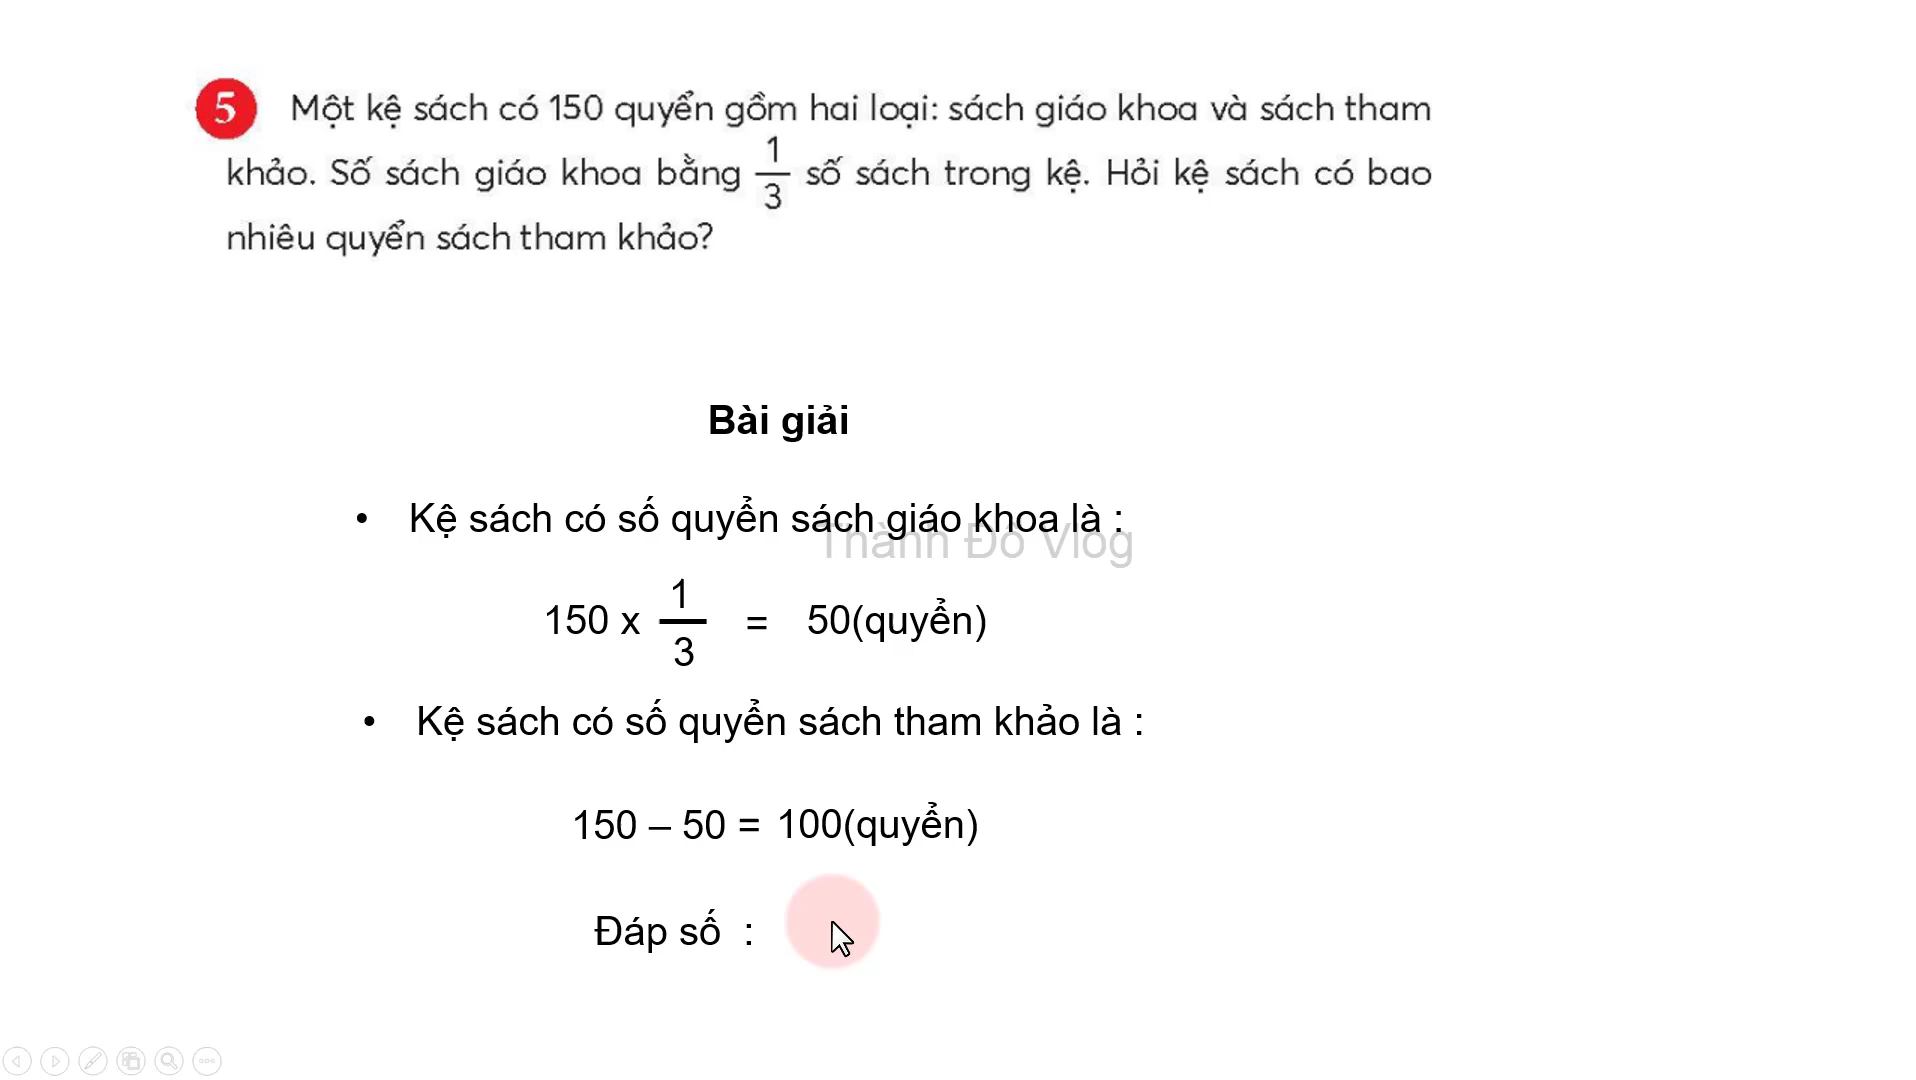 5 Một kệ sách có 150 quyển gồm hai loại: sách giáo khoa và sách tham
khảo. Số sách giáo khoa bằng 1/3 số sách trong kệ. Hỏi kệ sách có bao
nhiêu quyển sách tham khảo?
Bài giải
• Kệ sách có số quyển sách giáo khoa là :
Thành Đô Vlog
150 x 1/3 = 50(quyển)
• Kệ sách có số quyển sách tham khảo là :
150 – 50 = 100(quyển)
Đáp số :